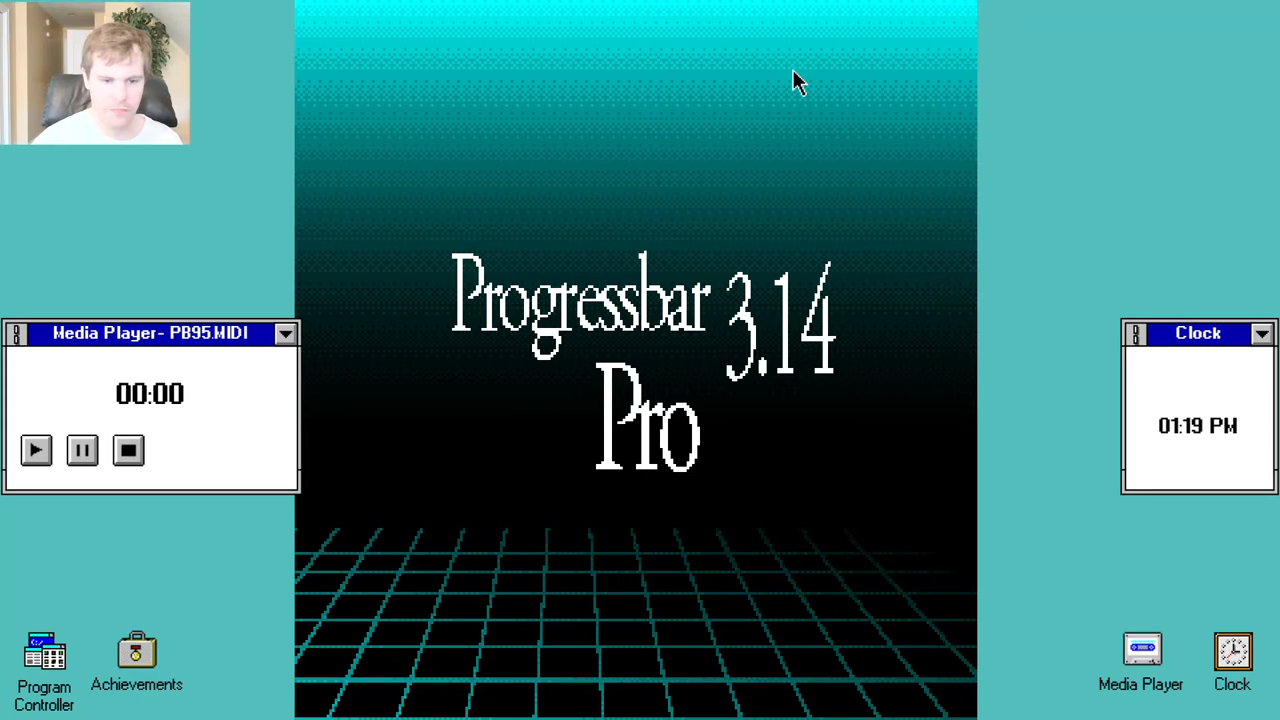 Progressbar 3.14
Pro
Media Player- PB95.MIDI
00:00
Clock
01:19 PM
Program
Controller
Achievements
Media Player
Clock